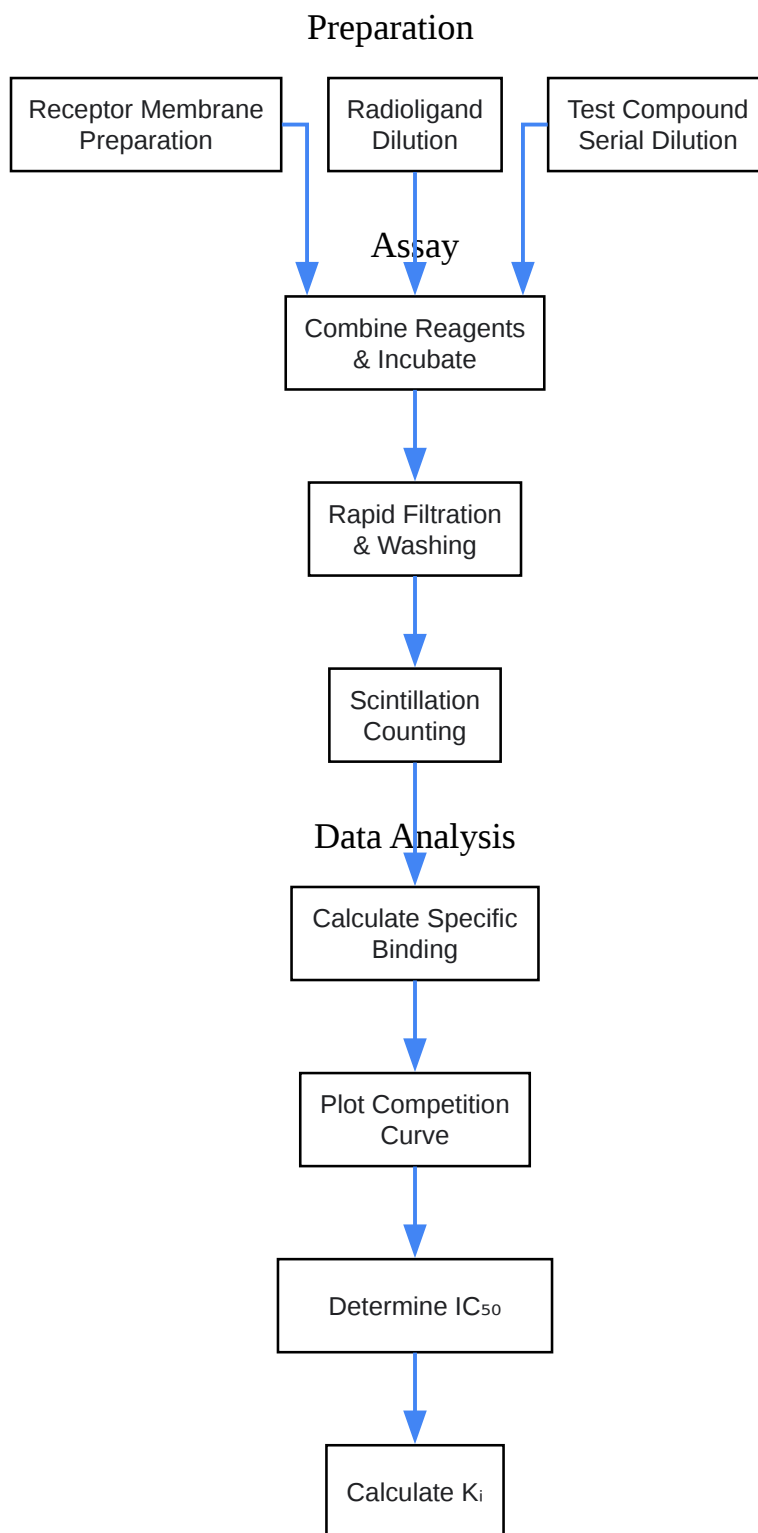 Preparation
Receptor Membrane
Preparation
Radioligand
Dilution
Test Compound
Serial Dilution
Assay
Combine Reagents
& Incubate
Rapid Filtration
& Washing
Scintillation
Counting
Data Analysis
Calculate Specific
Binding
Plot Competition
Curve
Determine IC₅₀
Calculate Kᵢ